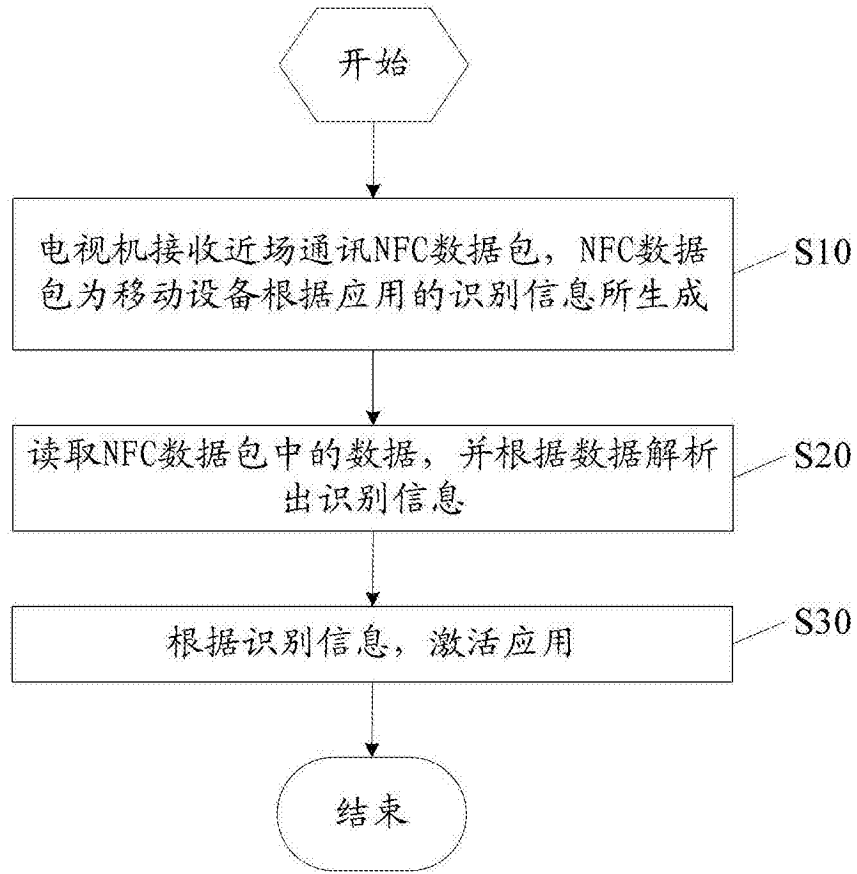 开始
电视机接收近场通讯NFC数据包，NFC数据
包为移动设备根据应用的识别信息所生成
S10
读取NFC数据包中的数据，并根据数据解析
出识别信息
S20
根据识别信息，激活应用
S30
结束